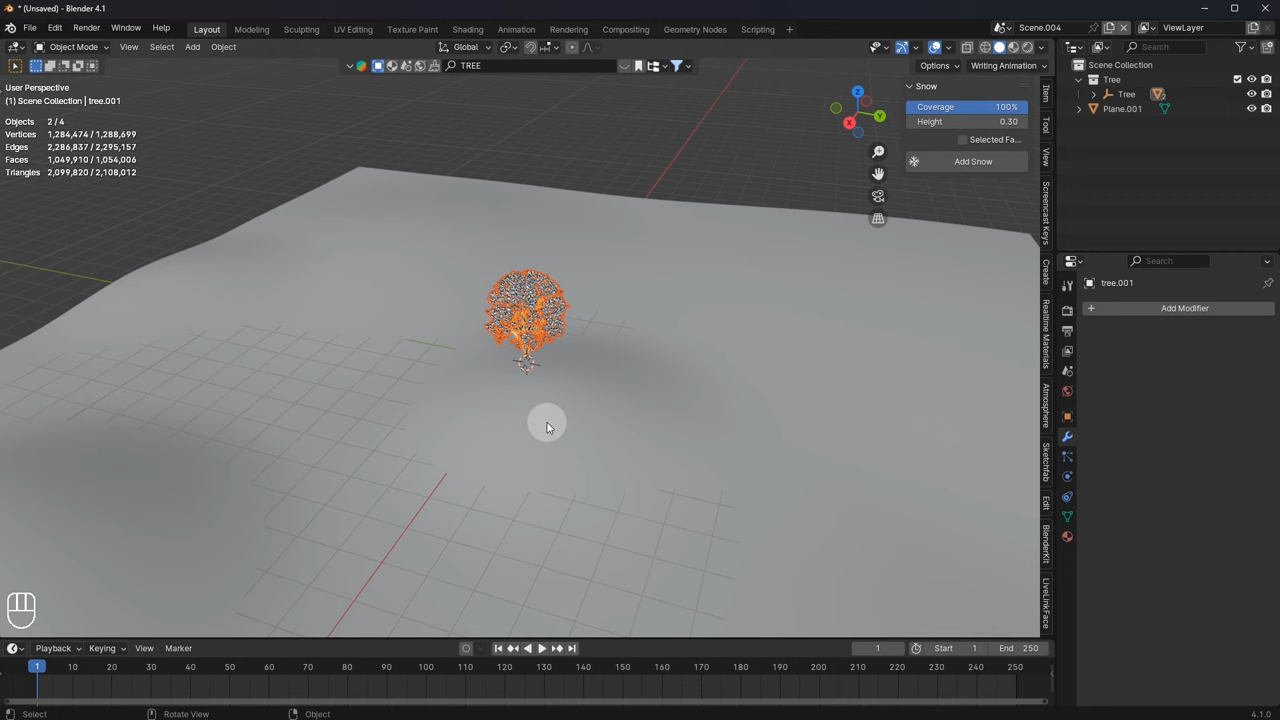 * (Unsaved) - Blender 4.1
File Edit Render Window Help
Layout Modeling Sculpting UV Editing Texture Paint Shading Animation Rendering Compositing Geometry Nodes Scripting +
Scene.004 ViewLayer
Object Mode View Select Add Object Global
Search
TREE
Options Writing Animation
User Perspective
(1) Scene Collection | tree.001
Objects 2 / 4
Vertices 1,284,474 / 1,288,699
Edges 2,286,837 / 2,295,157
Faces 1,049,910 / 1,054,006
Triangles 2,099,820 / 2,108,012
Snow
Coverage 100%
Height 0.30
Selected Fa...
Add Snow
Z
Y
X
Item
Tool
View
Screencast Keys
Create
Realtime Materials
Atmosphere
Sketchfab
Edit
BlenderKit
LiveLinkFace
Scene Collection
Tree
Tree 2
Plane.001
Search
tree.001
+ Add Modifier
Playback Keying View Marker
1 Start 1 End 250
1 10 20 30 40 50 60 70 80 90 100 110 120 130 140 150 160 170 180 190 200 210 220 230 240 250
Select Rotate View Object 4.1.0